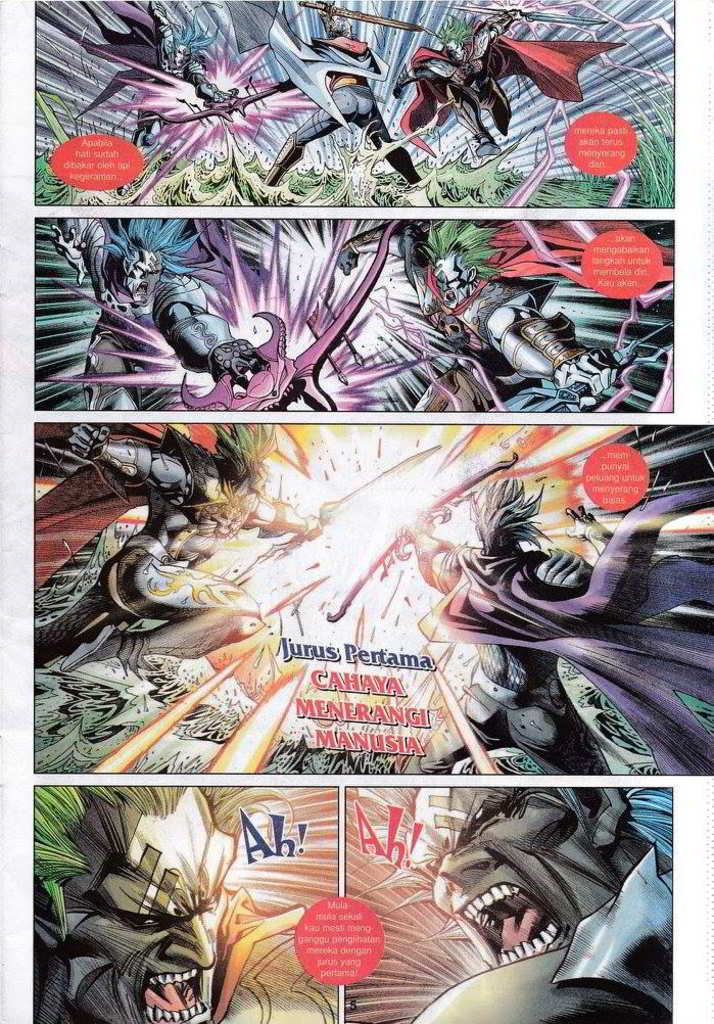 Apabila
hati sudah
dibakar oleh api
kegeraman...
mereka pasti
akan terus
menyerang
dan...
...akan
mengabaikan
langkah untuk
membela diri.
Kau akan...
...mem
punyai
peluang untuk
menyerang
balas.
Jurus Pertama
CAHAYA
MENERANGI
MANUSIA
Ah!
Ah!
Mula-
mula sekali
kau mesti meng-
ganggu penglihatan
mereka dengan
jurus yang
pertama!
5